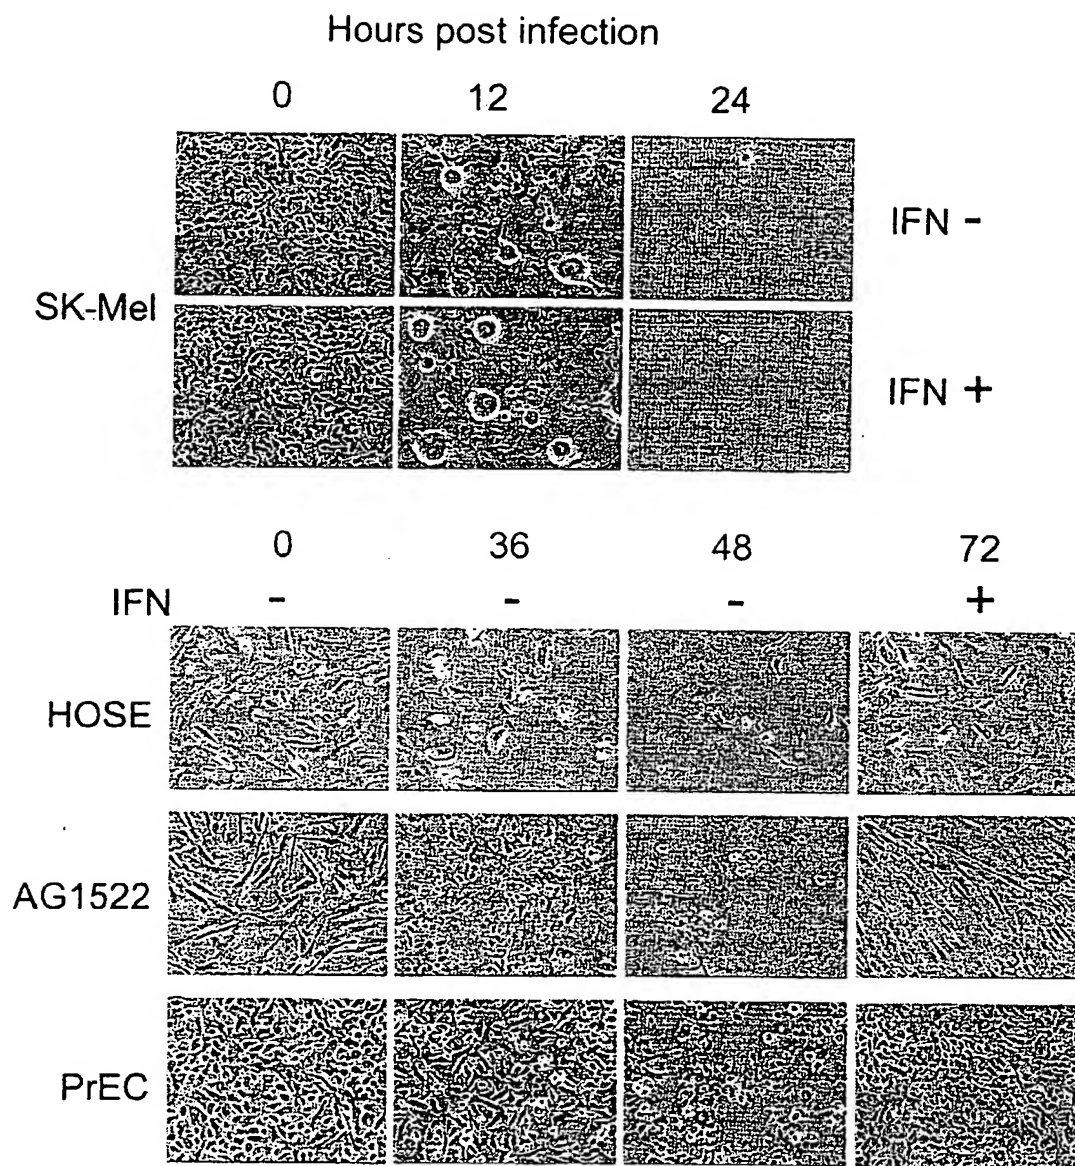 Hours post infection
0 12 24
IFN -
SK-Mel
IFN +
0 36 48 72
IFN - - - +
HOSE
AG1522
PrEC